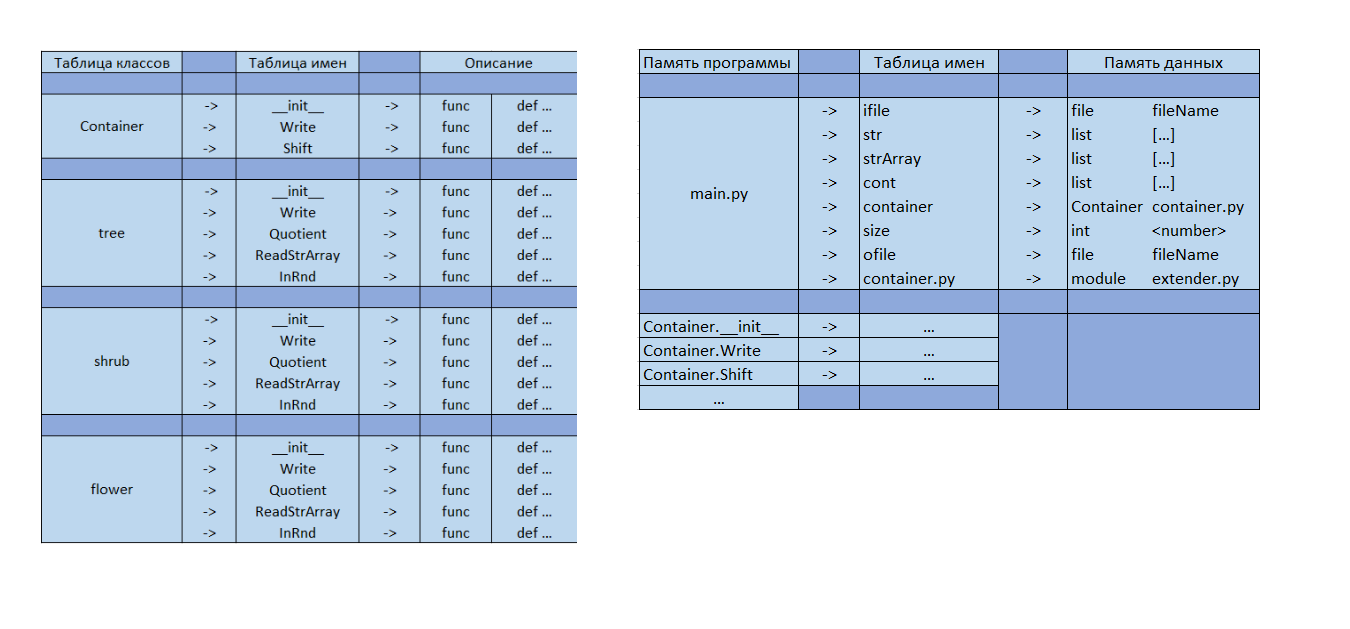 Таблица классов Таблица имен Описание
-> __init__ -> func def ...
Container -> Write -> func def ...
-> Shift -> func def ...
-> __init__ -> func def ...
-> Write -> func def ...
tree -> Quotient -> func def ...
-> ReadStrArray -> func def ...
-> InRnd -> func def ...
-> __init__ -> func def ...
-> Write -> func def ...
shrub -> Quotient -> func def ...
-> ReadStrArray -> func def ...
-> InRnd -> func def ...
-> __init__ -> func def ...
-> Write -> func def ...
flower -> Quotient -> func def ...
-> ReadStrArray -> func def ...
-> InRnd -> func def ...
Память программы Таблица имен Память данных
-> ifile -> file fileName
-> str -> list [...]
-> strArray -> list [...]
main.py -> cont -> list [...]
-> container -> Container container.py
-> size -> int <number>
-> ofile -> file fileName
-> container.py -> module extender.py
Container.__init__ -> ...
Container.Write -> ...
Container.Shift -> ...
...